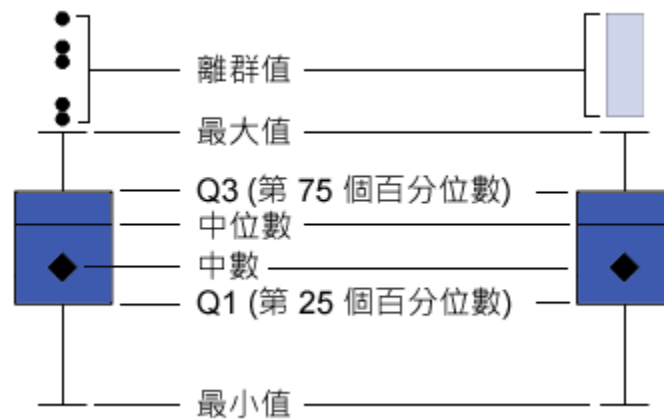 離群值
最大值
Q3 (第 75 個百分位數)
中位數
中數
Q1 (第 25 個百分位數)
最小值